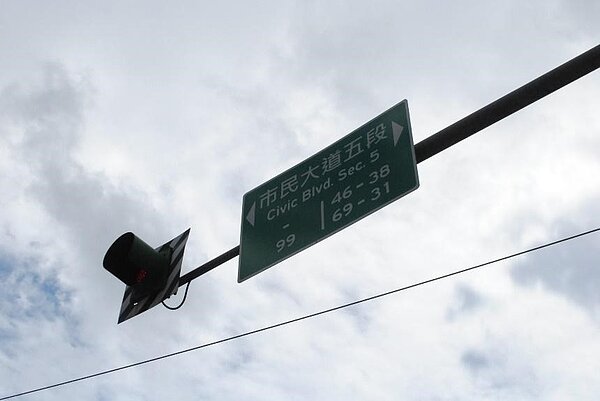 ◀ 市民大道五段 ▶
Civic Blvd. Sec. 5
- | 46 - 38
99 | 69 - 31